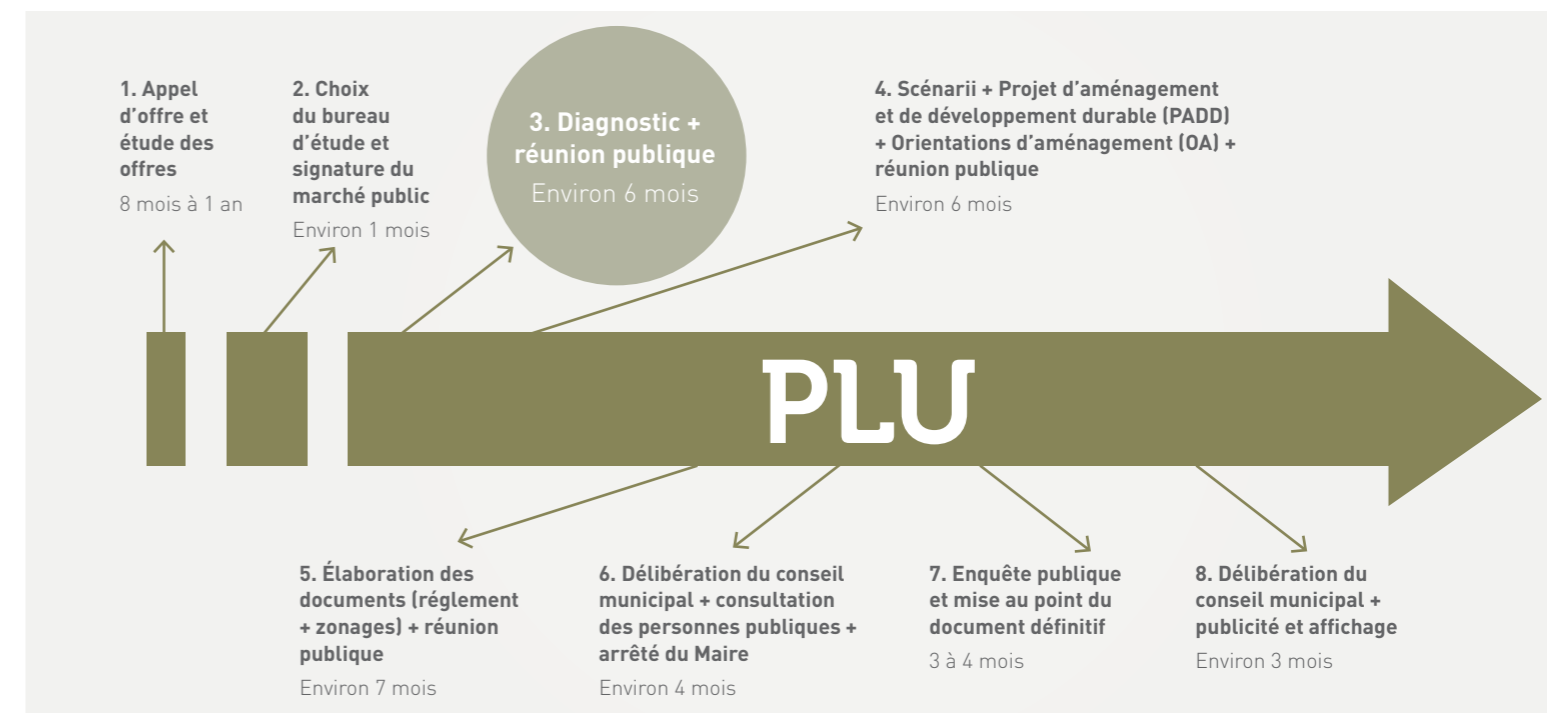 1. Appel
d'offre et
étude des
offres
8 mois à 1 an
2. Choix
du bureau
d'étude et
signature du
marché public
Environ 1 mois
3. Diagnostic +
réunion publique
Environ 6 mois
4. Scénarii + Projet d'aménagement
et de développement durable (PADD)
+ Orientations d'aménagement (OA) +
réunion publique
Environ 6 mois
PLU
5. Élaboration des
documents (réglement
+ zonages) + réunion
publique
Environ 7 mois
6. Délibération du conseil
municipal + consultation
des personnes publiques +
arrêté du Maire
Environ 4 mois
7. Enquête publique
et mise au point du
document définitif
3 à 4 mois
8. Délibération du
conseil municipal +
publicité et affichage
Environ 3 mois